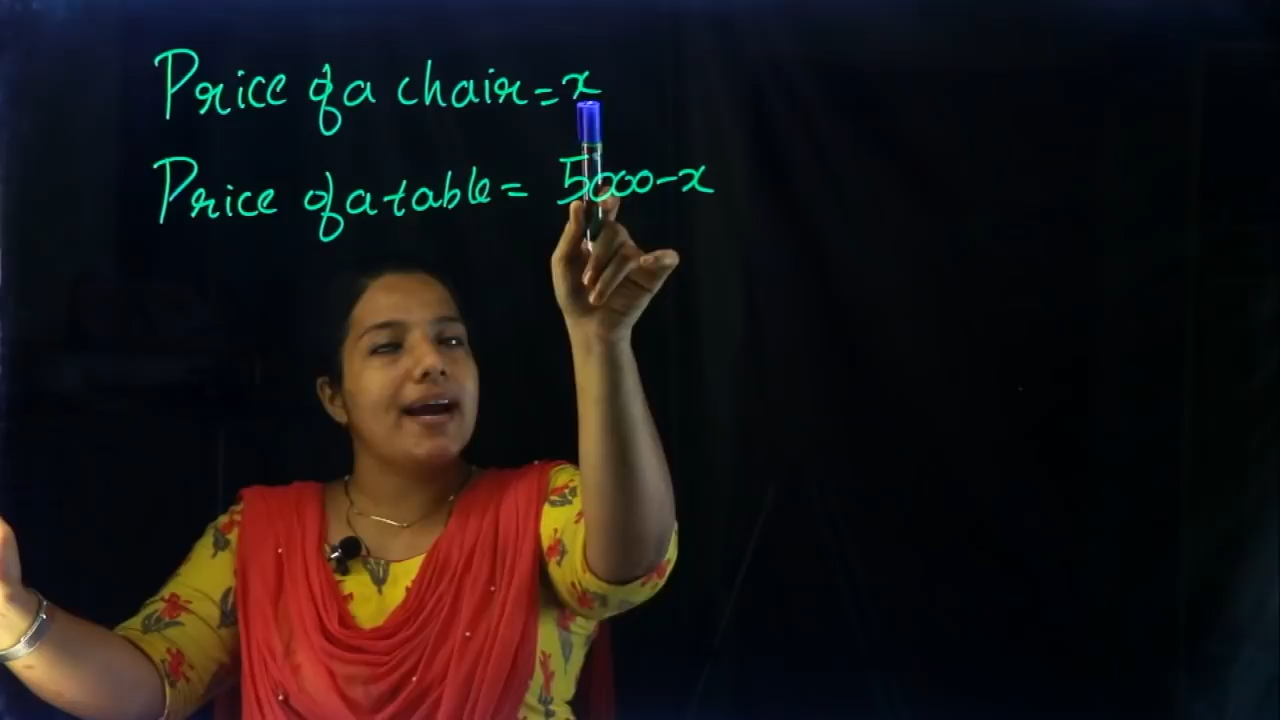 Price of a chair = x
Price of a table = 5000 - x